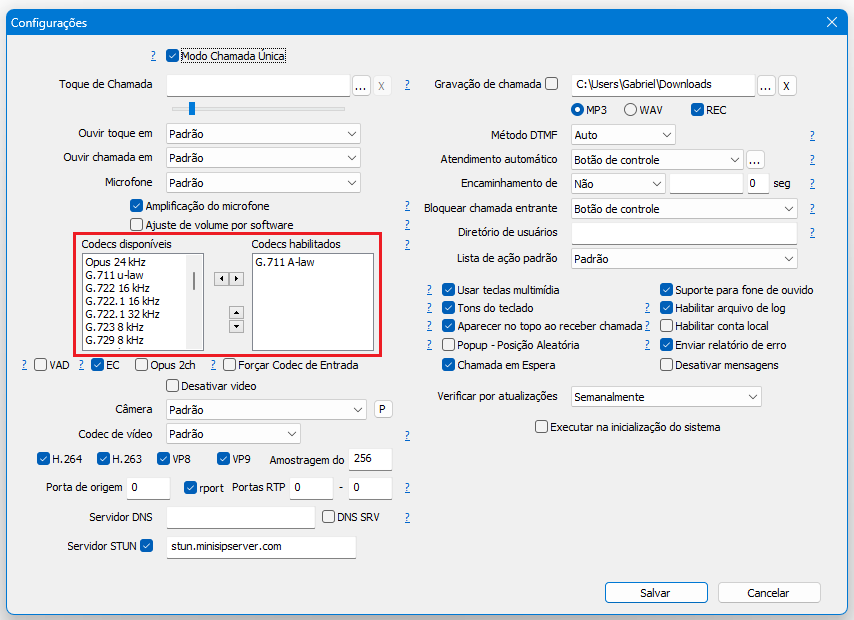 Configurações
? Modo Chamada Única
Toque de Chamada ... X ?
Ouvir toque em Padrão
Ouvir chamada em Padrão
Microfone Padrão
Amplificação do microfone ?
Ajuste de volume por software ?
Codecs disponíveis Codecs habilitados ?
Opus 24 kHz G.711 A-law
G.711 u-law
G.722 16 kHz
G.722.1 16 kHz
G.722.1 32 kHz
G.723 8 kHz
G.729 8 kHz
? VAD ? EC Opus 2ch ? Forçar Codec de Entrada
Desativar video
Câmera Padrão P
Codec de vídeo Padrão ?
H.264 H.263 VP8 VP9 Amostragem do 256
Porta de origem 0 rport Portas RTP 0 - 0 ?
Servidor DNS DNS SRV ?
Servidor STUN stun.minisipserver.com
Gravação de chamada C:\Users\Gabriel\Downloads ... X
MP3 WAV REC
Método DTMF Auto ?
Atendimento automático Botão de controle ... ?
Encaminhamento de Não 0 seg ?
Bloquear chamada entrante Botão de controle ?
Diretório de usuários ?
Lista de ação padrão Padrão
? Usar teclas multimídia Suporte para fone de ouvido
? Tons do teclado ? Habilitar arquivo de log
? Aparecer no topo ao receber chamada ? Habilitar conta local
? Popup - Posição Aleatória ? Enviar relatório de erro
Chamada em Espera Desativar mensagens
Verificar por atualizações Semanalmente
Executar na inicialização do sistema
Salvar Cancelar